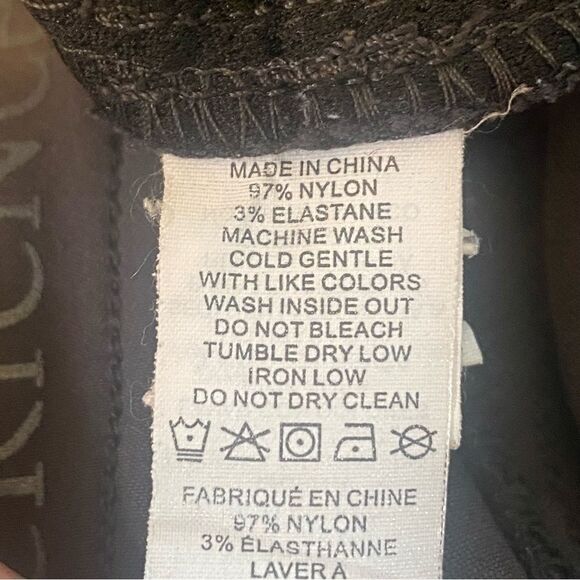 MADE IN CHINA
97% NYLON
3% ELASTANE
MACHINE WASH
COLD GENTLE
WITH LIKE COLORS
WASH INSIDE OUT
DO NOT BLEACH
TUMBLE DRY LOW
IRON LOW
DO NOT DRY CLEAN
FABRIQUÉ EN CHINE
97% NYLON
3% ÉLASTHANNE
LAVER A